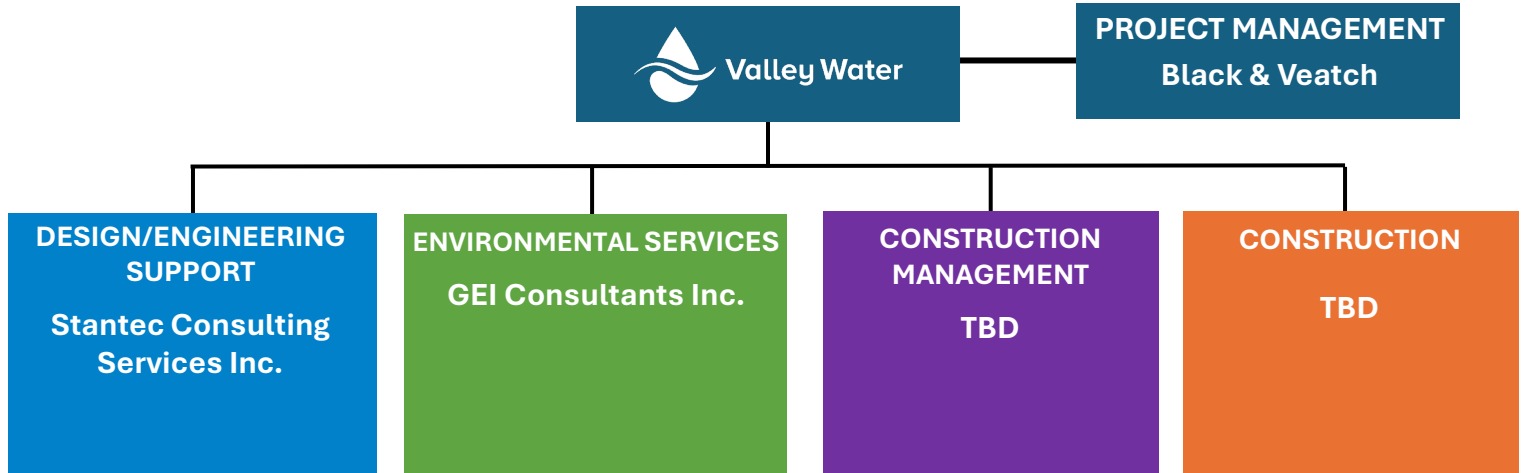 Valley Water
PROJECT MANAGEMENT
Black & Veatch
DESIGN/ENGINEERING
SUPPORT
Stantec Consulting
Services Inc.
ENVIRONMENTAL SERVICES
GEI Consultants Inc.
CONSTRUCTION
MANAGEMENT
TBD
CONSTRUCTION
TBD